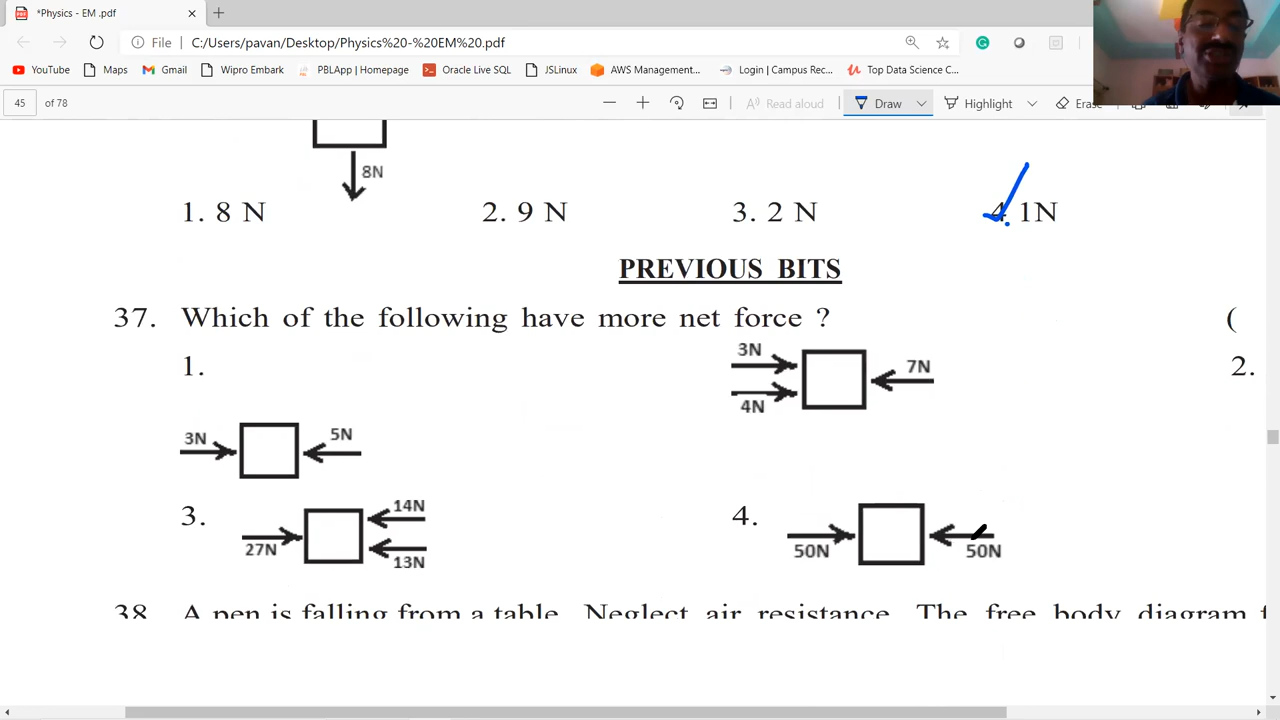 *Physics - EM .pdf
File C:/Users/pavan/Desktop/Physics%20-%20EM%20.pdf
YouTube Maps Gmail Wipro Embark PBLApp | Homepage Oracle Live SQL JSLinux AWS Management... Login | Campus Rec... Top Data Science C...
45 of 78 Read aloud Draw Highlight Erase
8N
1. 8 N 2. 9 N 3. 2 N 4. 1N
PREVIOUS BITS
37. Which of the following have more net force ? (
1. 3N 4N 7N 2.
3N 5N
3. 27N 14N 13N 4. 50N 50N
38 A pen is falling from a table. Neglect air resistance. The free body diagram f